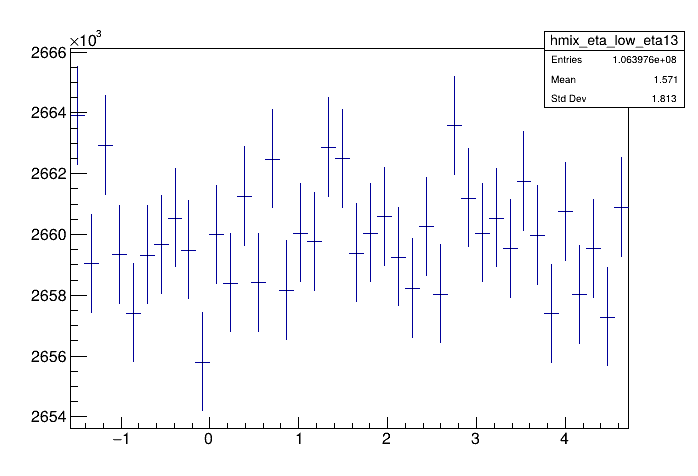 ×10³
hmix_eta_low_eta13
Entries 1.063976e+08
Mean 1.571
Std Dev 1.813
2666
2664
2662
2660
2658
2656
2654
−1 0 1 2 3 4